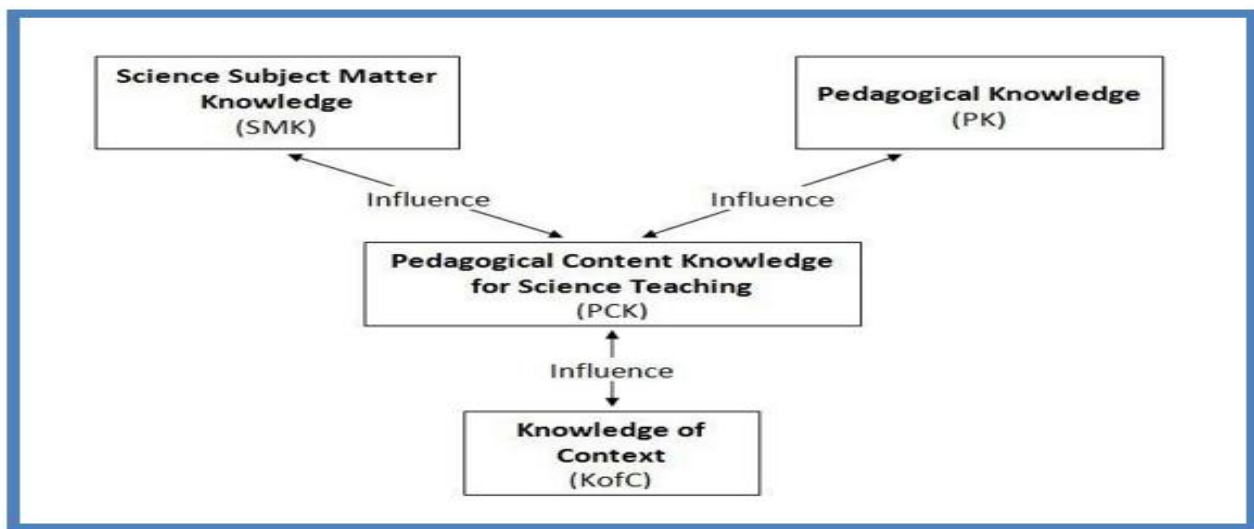 Science Subject Matter
Knowledge
(SMK)
Pedagogical Knowledge
(PK)
Influence
Influence
Pedagogical Content Knowledge
for Science Teaching
(PCK)
Influence
Knowledge of
Context
(KofC)